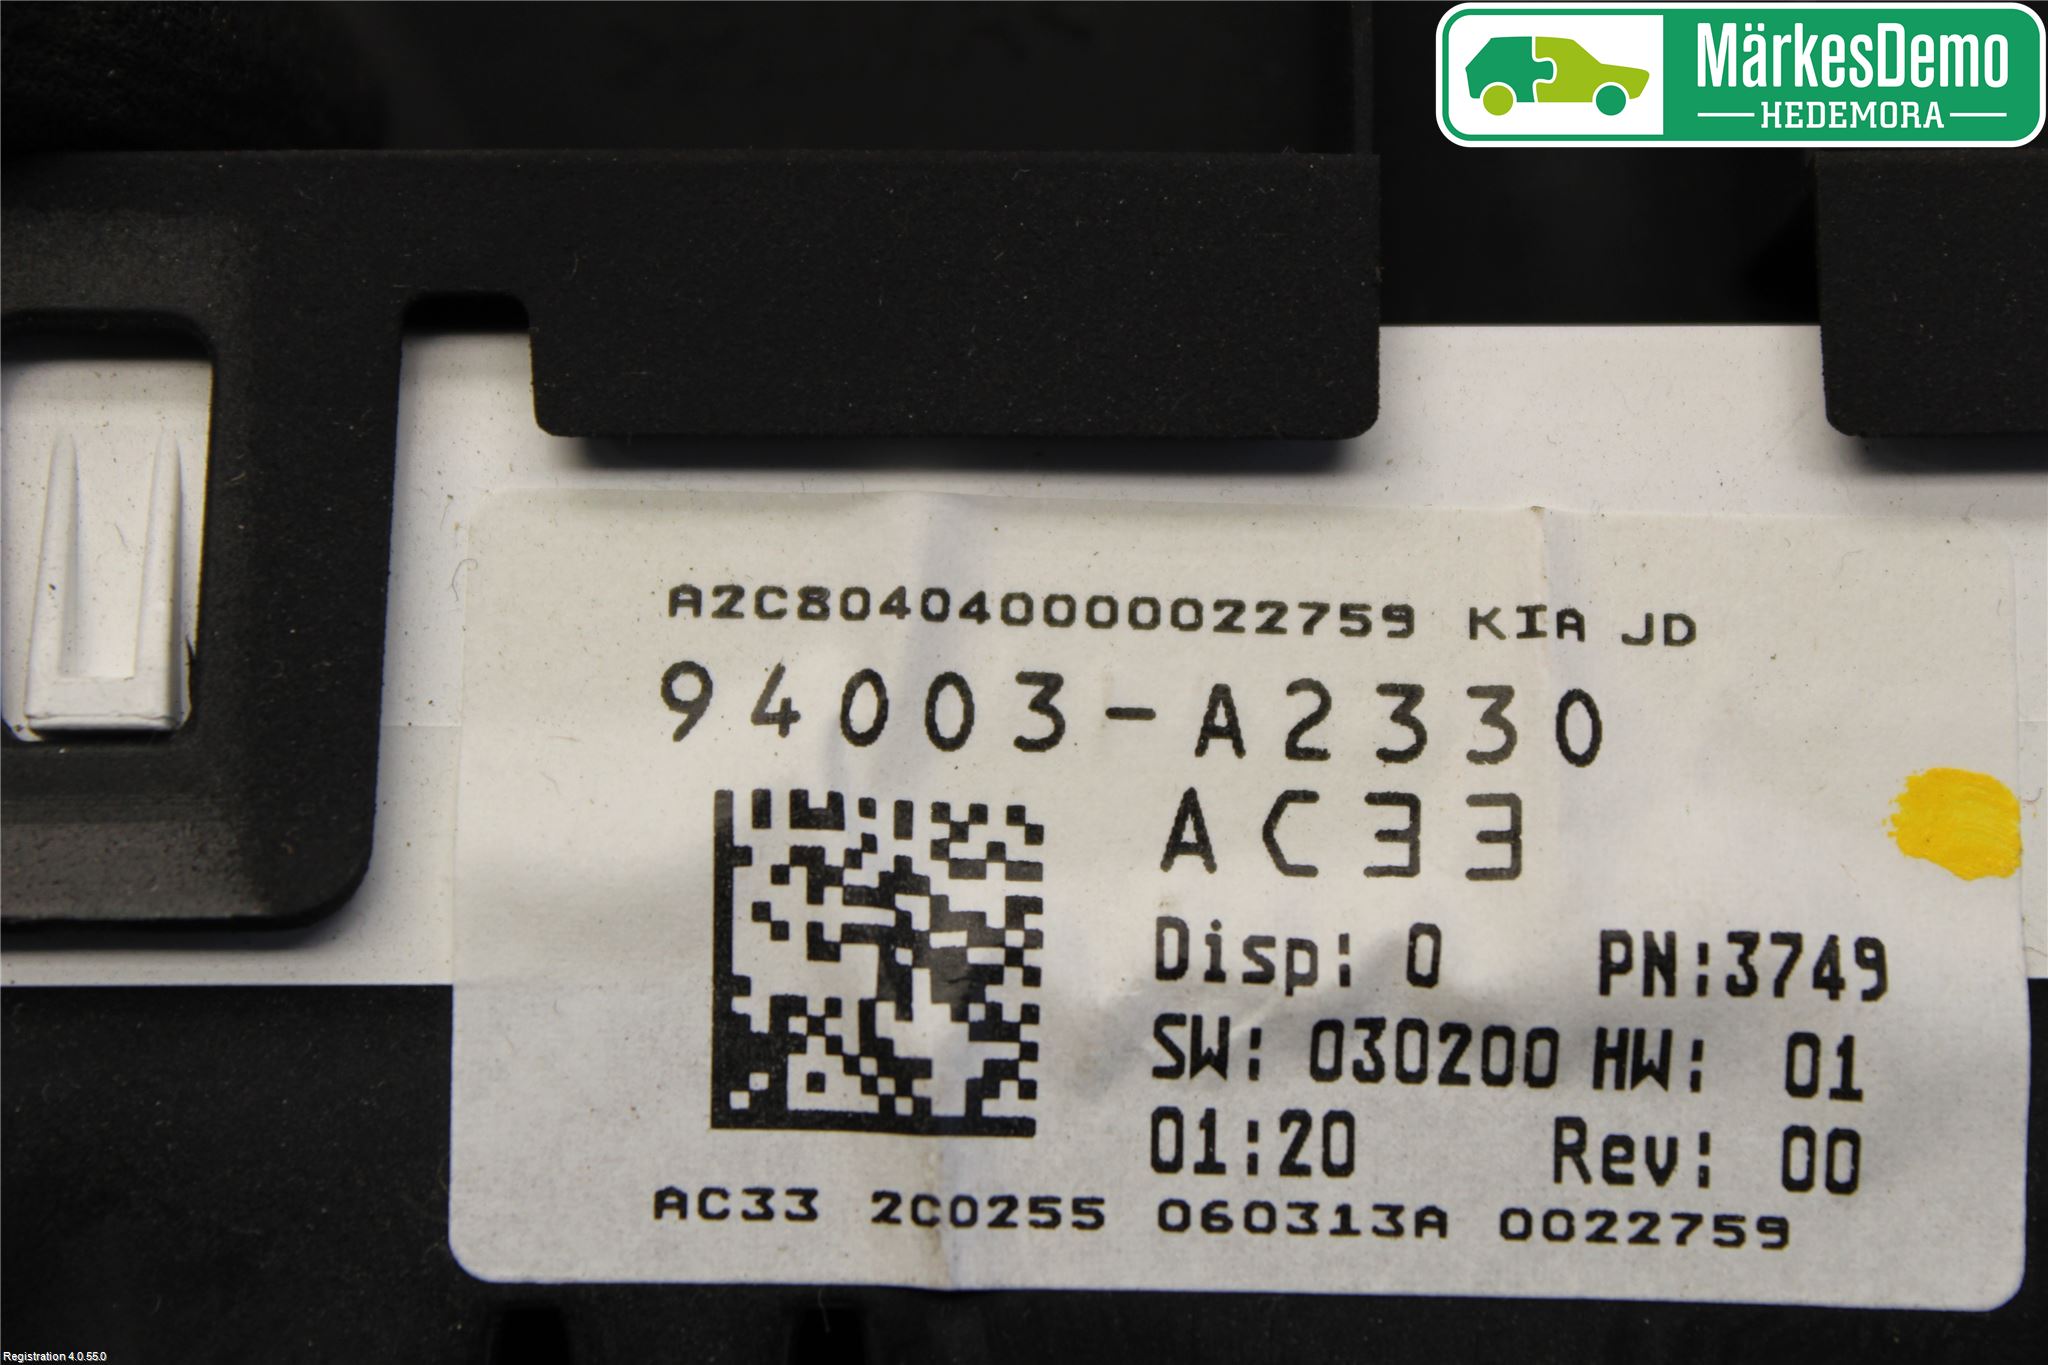 MärkesDemo
HEDEMORA
A2C8040400000022759 KIA JD
94003-A2330
AC33
Disp: 0 PN:3749
SW: 030200 HW: 01
01:20 Rev: 00
AC33 2C0255 060313A 0022759
Registration 4.0.55.0